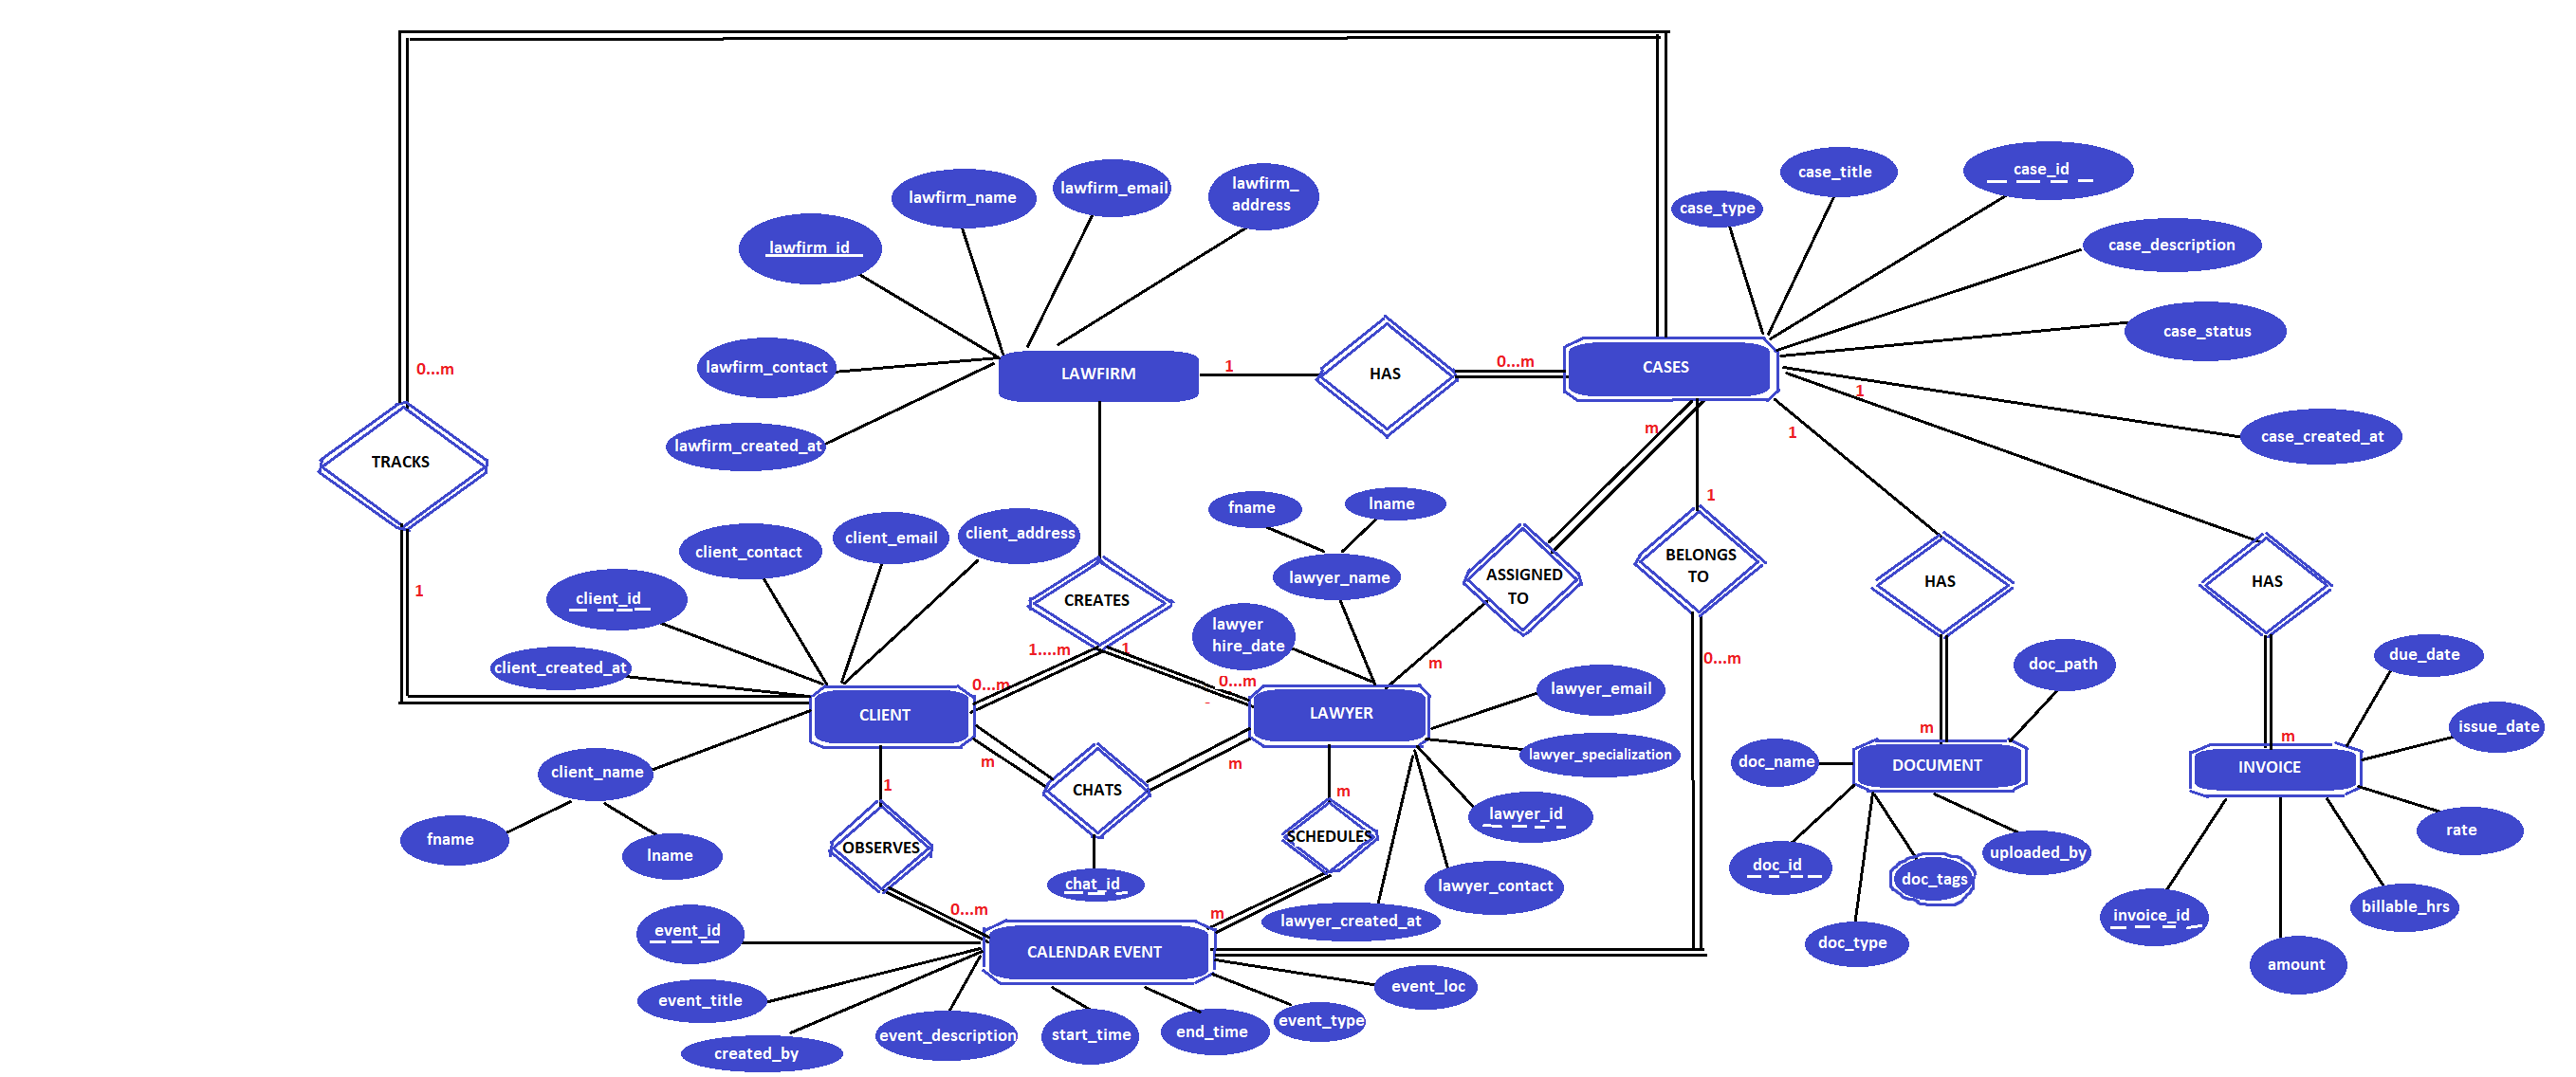 case_title
case_id
lawfirm_
address
lawfirm_email
lawfirm_name
case_type
lawfirm_id
case_description
case_status
0...m
1
0...m
lawfirm_contact
LAWFIRM
HAS
CASES
1
m
1
case_created_at
lawfirm_created_at
TRACKS
1
fname
lname
client_contact
client_email
client_address
BELONGS
TO
lawyer_name
ASSIGNED
TO
HAS
HAS
1
client_id
CREATES
lawyer
hire_date
1....m
1
m
0...m
due_date
doc_path
client_created_at
0...m
0...m
lawyer_email
CLIENT
LAWYER
m
m
issue_date
lawyer_specialization
m
m
doc_name
DOCUMENT
INVOICE
client_name
1
CHATS
m
lawyer_id
fname
lname
OBSERVES
SCHEDULES
rate
uploaded_by
doc_id
doc_tags
chat_id
lawyer_contact
0...m
m
lawyer_created_at
invoice_id
billable_hrs
event_id
doc_type
CALENDAR EVENT
amount
event_title
event_loc
event_description
start_time
end_time
event_type
created_by